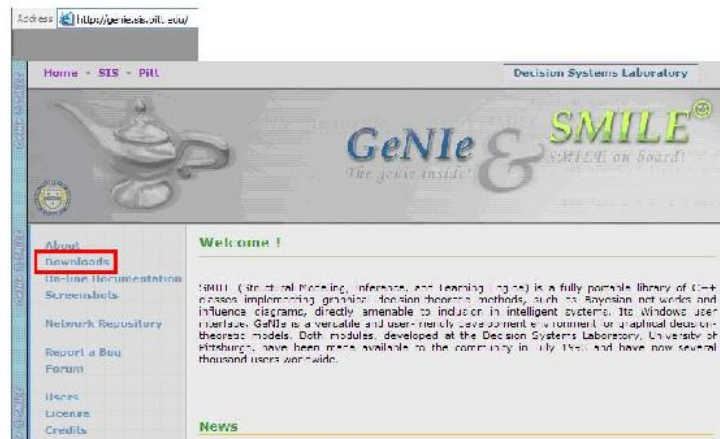 Address http://genie.sis.pitt.edu/
Home - SIS - Pitt
Decision Systems Laboratory
GeNIe & SMILE
The genie inside! SMILE on board!
About
Downloads
On-line Documentation
Screenshots
Network Repository
Report a Bug
Forum
Users
License
Credits
Welcome !
SMILE (Structural Modeling, Inference, and Learning Engine) is a fully portable library of C++
classes implementing graphical decision-theoretic methods, such as Bayesian networks and
influence diagrams, directly amenable to inclusion in intelligent systems. Its Windows user
interface, GeNIe is a versatile and user-friendly development environment for graphical decision-
theoretic models. Both modules, developed at the Decision Systems Laboratory, University of
Pittsburgh, have been made available to the community in July 1998 and have now several
thousand users worldwide.
News